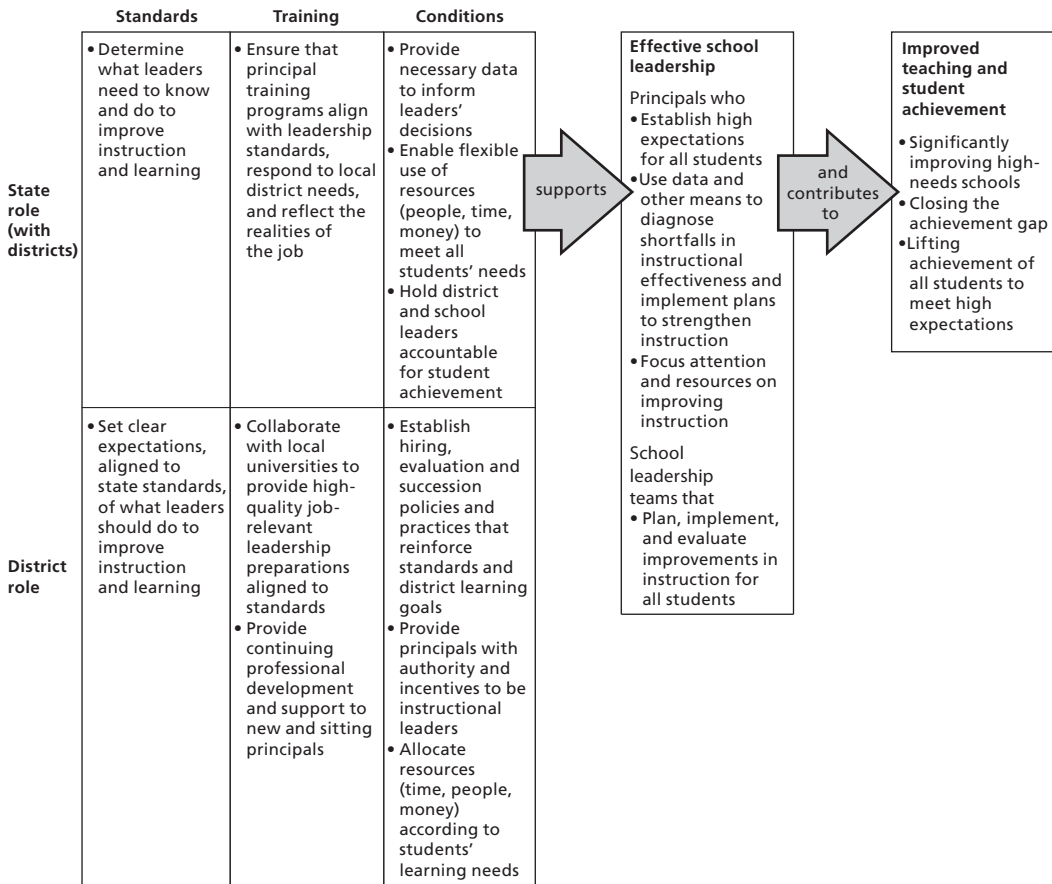 Standards
Training
Conditions
State
role
(with
districts)
• Determine
what leaders
need to know
and do to
improve
instruction
and learning
• Ensure that
principal
training
programs align
with leadership
standards,
respond to local
district needs,
and reflect the
realities of
the job
• Provide
necessary data
to inform
leaders’
decisions
• Enable flexible
use of
resources
(people, time,
money) to
meet all
students’ needs
• Hold district
and school
leaders
accountable
for student
achievement
District
role
• Set clear
expectations,
aligned to
state standards,
of what leaders
should do to
improve
instruction
and learning
• Collaborate
with local
universities to
provide high-
quality job-
relevant
leadership
preparations
aligned to
standards
• Provide
continuing
professional
development
and support to
new and sitting
principals
• Establish
hiring,
evaluation and
succession
policies and
practices that
reinforce
standards and
district learning
goals
• Provide
principals with
authority and
incentives to be
instructional
leaders
• Allocate
resources
(time, people,
money)
according to
students’
learning needs
supports
Effective school
leadership
Principals who
• Establish high
expectations
for all students
• Use data and
other means to
diagnose
shortfalls in
instructional
effectiveness and
implement plans
to strengthen
instruction
• Focus attention
and resources on
improving
instruction
School
leadership
teams that
• Plan, implement,
and evaluate
improvements in
instruction for
all students
and
contributes
to
Improved
teaching and
student
achievement
• Significantly
improving high-
needs schools
• Closing the
achievement gap
• Lifting
achievement of
all students to
meet high
expectations